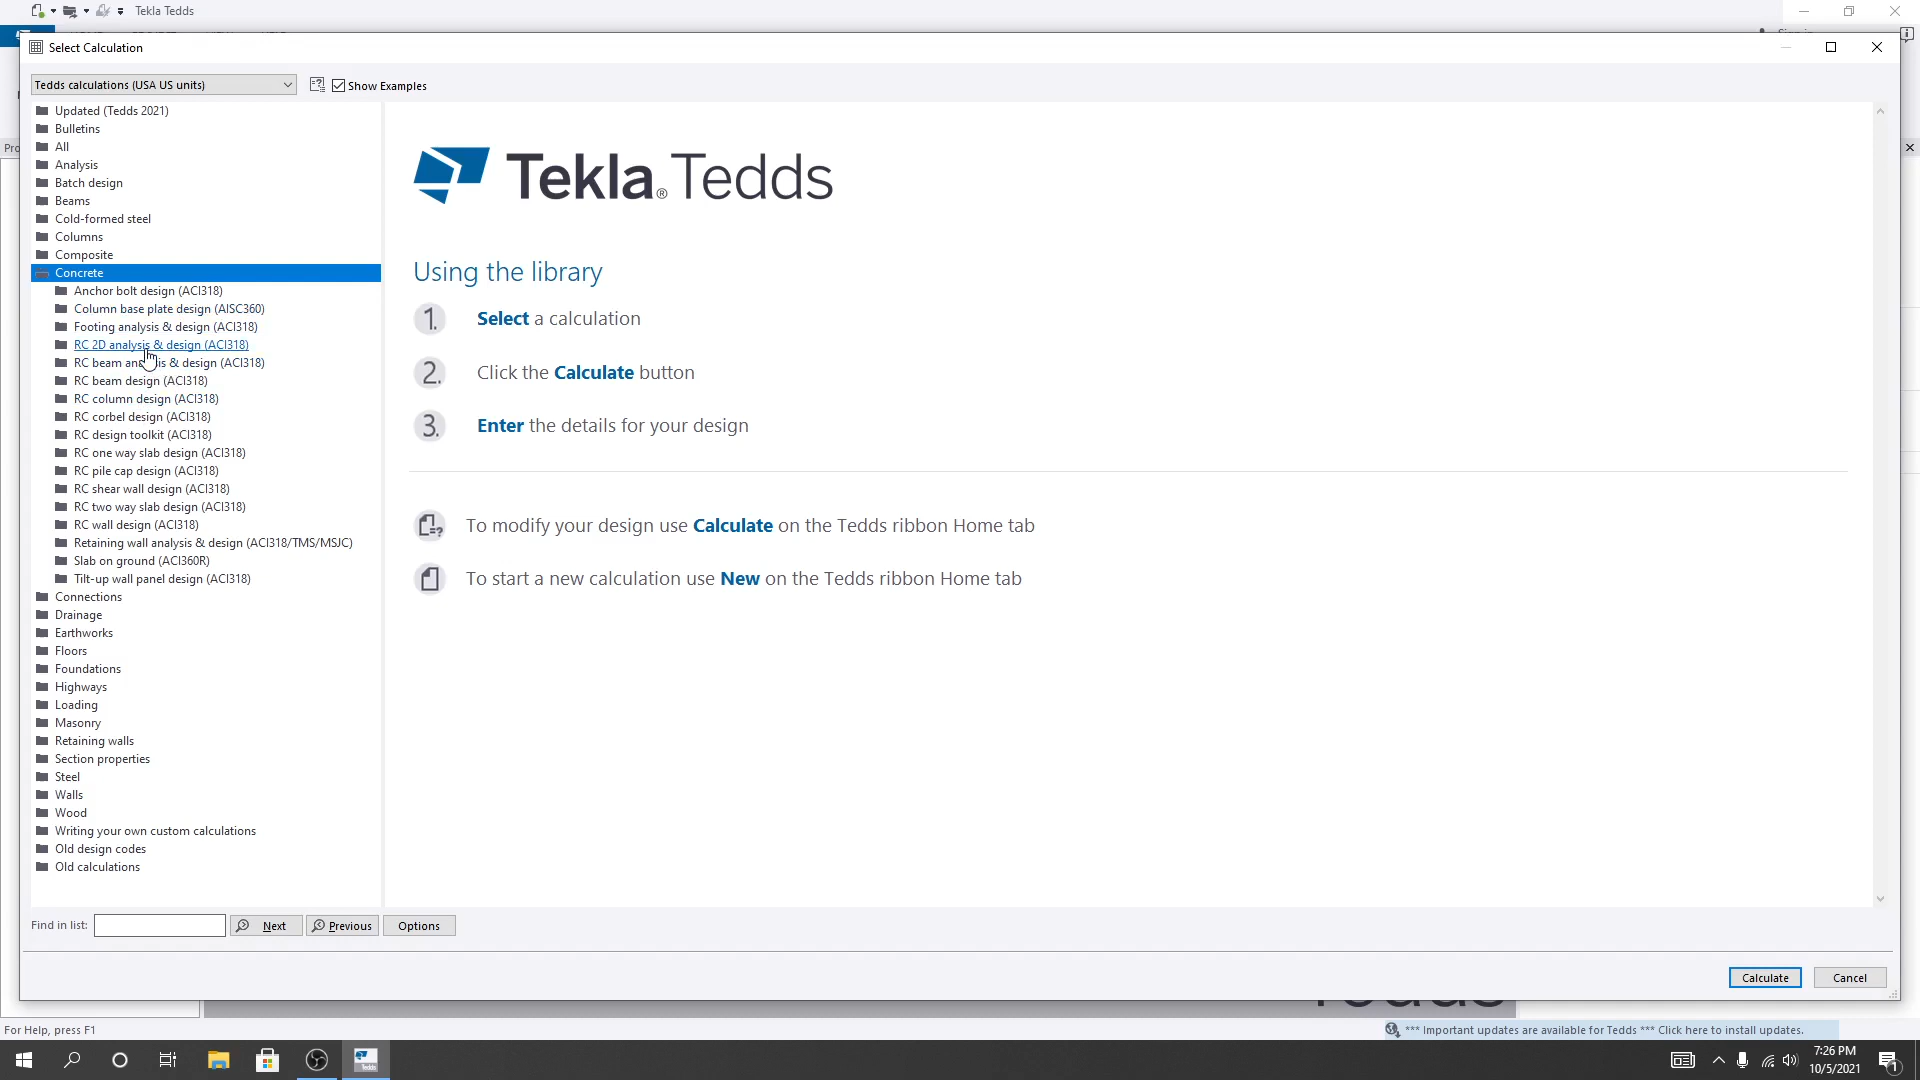 Tekla Tedds
Select Calculation
Tedds calculations (USA US units)
Show Examples
Updated (Tedds 2021)
Bulletins
All
Analysis
Batch design
Beams
Cold-formed steel
Columns
Composite
Concrete
Anchor bolt design (ACI318)
Column base plate design (AISC360)
Footing analysis & design (ACI318)
RC 2D analysis & design (ACI318)
RC beam analysis & design (ACI318)
RC beam design (ACI318)
RC column design (ACI318)
RC corbel design (ACI318)
RC design toolkit (ACI318)
RC one way slab design (ACI318)
RC pile cap design (ACI318)
RC shear wall design (ACI318)
RC two way slab design (ACI318)
RC wall design (ACI318)
Retaining wall analysis & design (ACI318/TMS/MSJC)
Slab on ground (ACI360R)
Tilt-up wall panel design (ACI318)
Connections
Drainage
Earthworks
Floors
Foundations
Highways
Loading
Masonry
Retaining walls
Section properties
Steel
Walls
Wood
Writing your own custom calculations
Old design codes
Old calculations
Tekla® Tedds
Using the library
1. Select a calculation
2. Click the Calculate button
3. Enter the details for your design
To modify your design use Calculate on the Tedds ribbon Home tab
To start a new calculation use New on the Tedds ribbon Home tab
Find in list:
Next
Previous
Options
Calculate
Cancel
For Help, press F1
*** Important updates are available for Tedds *** Click here to install updates.
Tedds
7:26 PM
10/5/2021
1